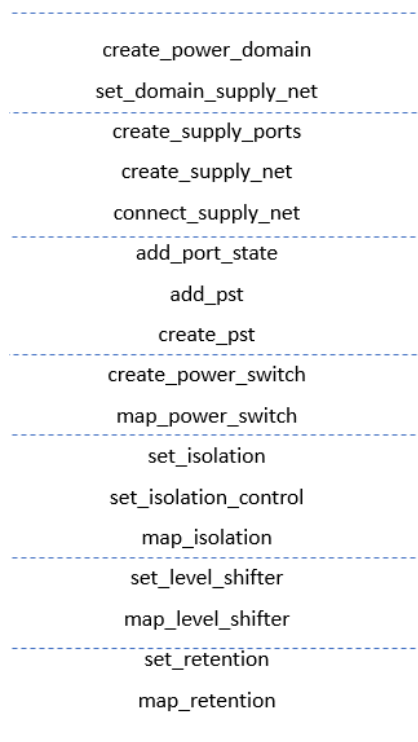 create_power_domain
set_domain_supply_net
create_supply_ports
create_supply_net
connect_supply_net
add_port_state
add_pst
create_pst
create_power_switch
map_power_switch
set_isolation
set_isolation_control
map_isolation
set_level_shifter
map_level_shifter
set_retention
map_retention